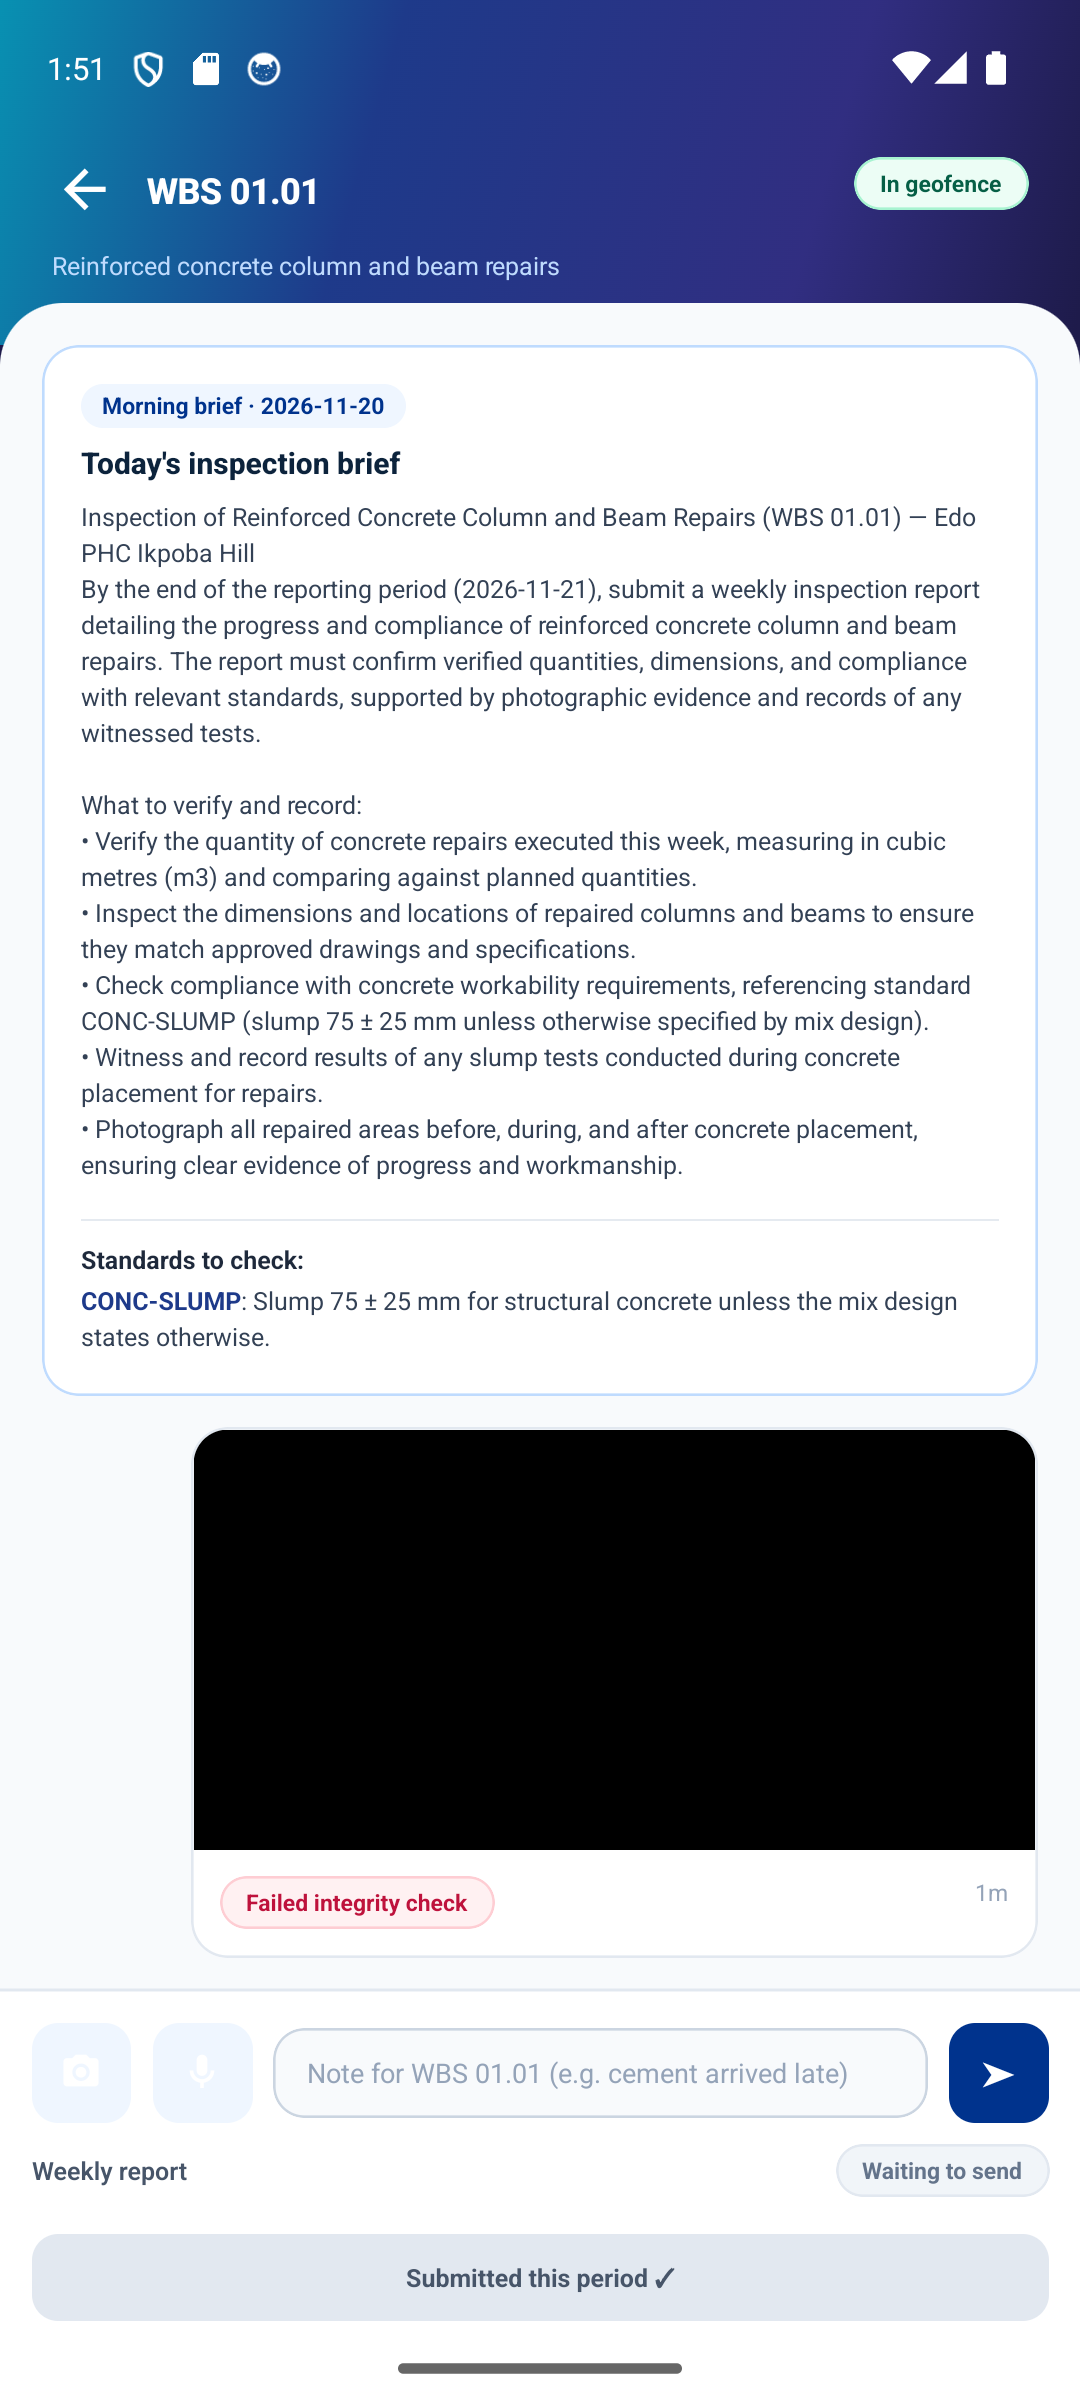 1:51
WBS 01.01
In geofence
Reinforced concrete column and beam repairs
Morning brief · 2026-11-20
Today's inspection brief
Inspection of Reinforced Concrete Column and Beam Repairs (WBS 01.01) — Edo
PHC Ikpoba Hill
By the end of the reporting period (2026-11-21), submit a weekly inspection report
detailing the progress and compliance of reinforced concrete column and beam
repairs. The report must confirm verified quantities, dimensions, and compliance
with relevant standards, supported by photographic evidence and records of any
witnessed tests.
What to verify and record:
• Verify the quantity of concrete repairs executed this week, measuring in cubic
metres (m3) and comparing against planned quantities.
• Inspect the dimensions and locations of repaired columns and beams to ensure
they match approved drawings and specifications.
• Check compliance with concrete workability requirements, referencing standard
CONC-SLUMP (slump 75 ± 25 mm unless otherwise specified by mix design).
• Witness and record results of any slump tests conducted during concrete
placement for repairs.
• Photograph all repaired areas before, during, and after concrete placement,
ensuring clear evidence of progress and workmanship.
Standards to check:
CONC-SLUMP: Slump 75 ± 25 mm for structural concrete unless the mix design
states otherwise.
Failed integrity check
1m
Note for WBS 01.01 (e.g. cement arrived late)
Weekly report
Waiting to send
Submitted this period ✓